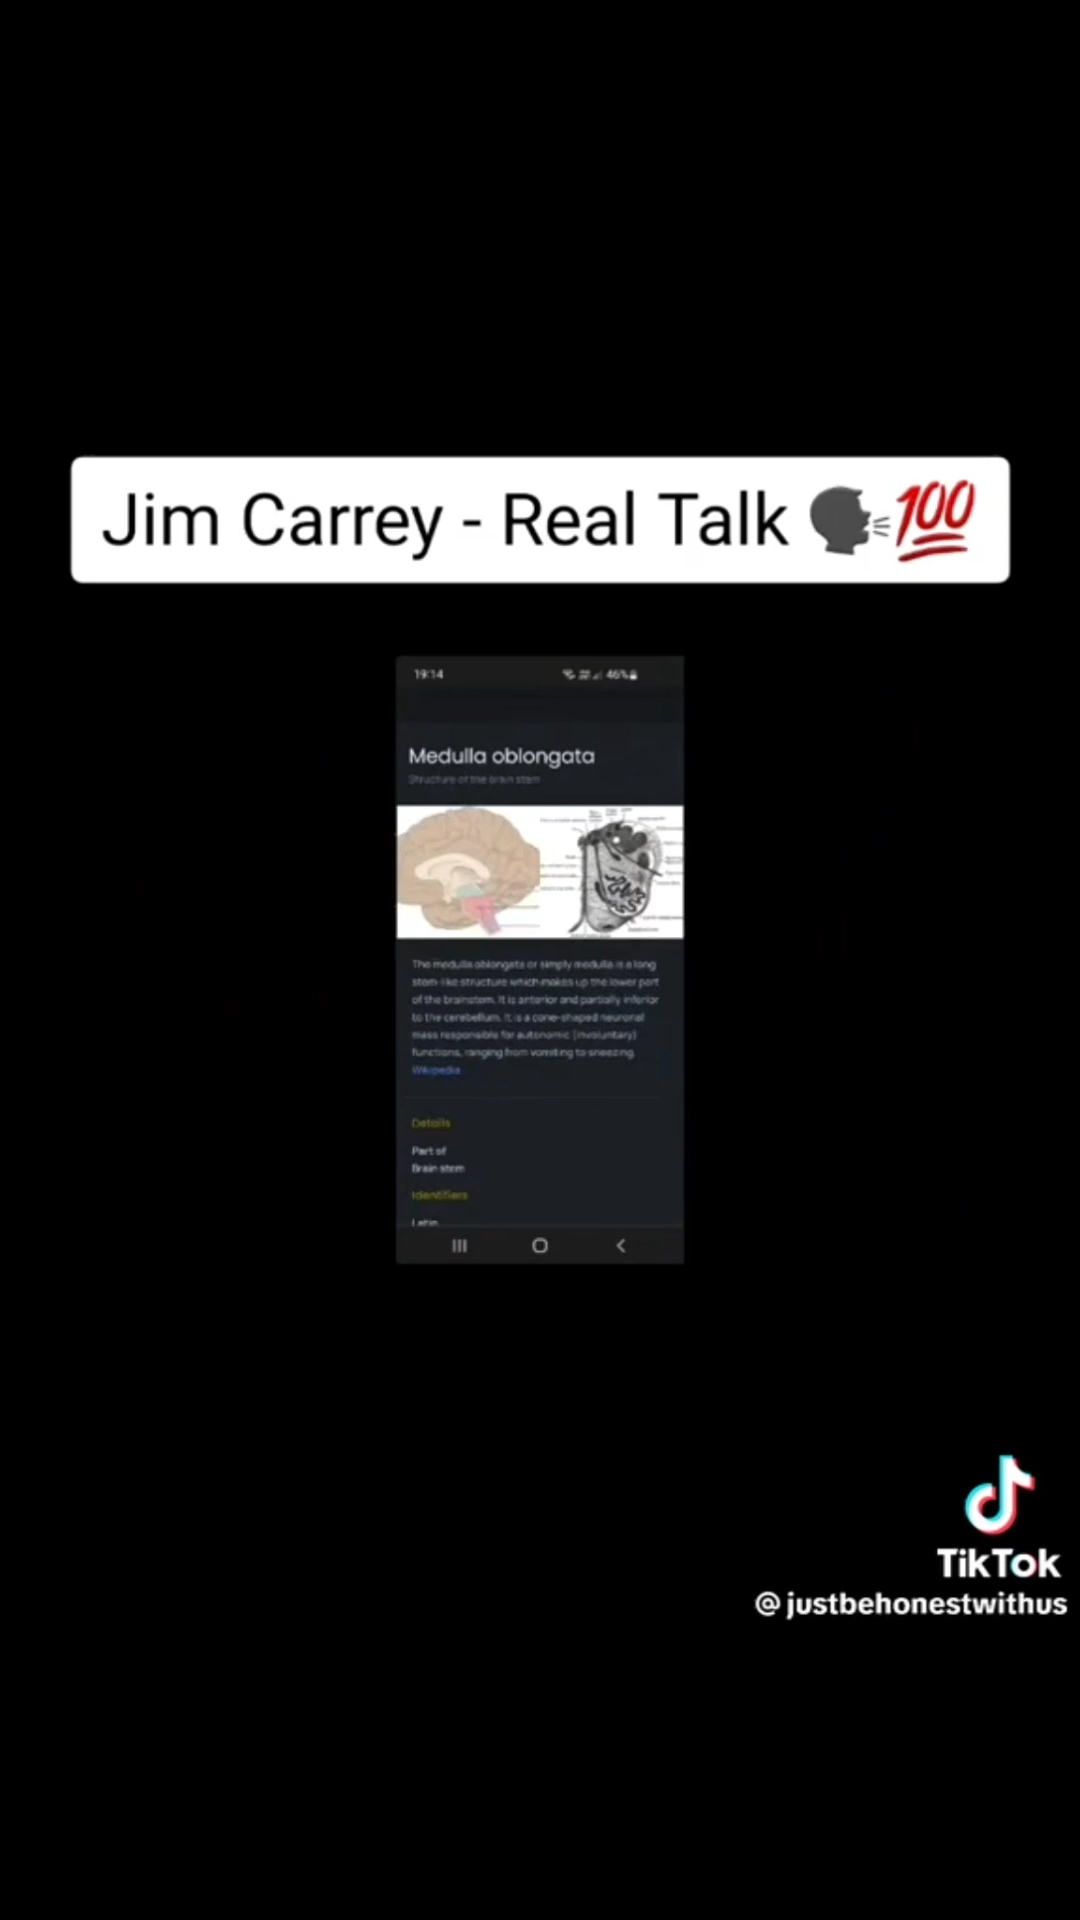 Jim Carrey - Real Talk 🗣💯
19:14
46%
Medulla oblongata
Structure of the brain stem
The medulla oblongata or simply medulla is a long
stem-like structure which makes up the lower part
of the brainstem. It is anterior and partially inferior
to the cerebellum. It is a cone-shaped neuronal
mass responsible for autonomic (involuntary)
functions, ranging from vomiting to sneezing.
Wikipedia
Details
Part of
Brain stem
Identifiers
Latin
TikTok
@justbehonestwithus